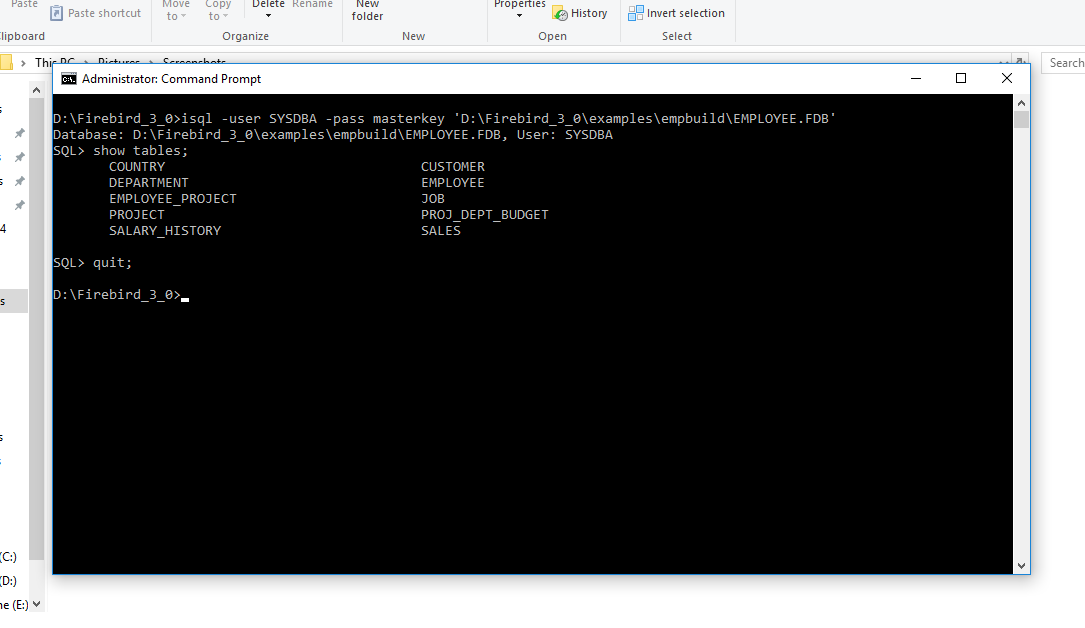 Paste
Paste shortcut
Move to
Copy to
Delete
Rename
New folder
Properties
History
Invert selection
Organize
New
Open
Select
This PC > Pictures > Screenshots
Search
Administrator: Command Prompt
D:\Firebird_3_0>isql -user SYSDBA -pass masterkey 'D:\Firebird_3_0\examples\empbuild\EMPLOYEE.FDB'
Database: D:\Firebird_3_0\examples\empbuild\EMPLOYEE.FDB, User: SYSDBA
SQL> show tables;
COUNTRY CUSTOMER
DEPARTMENT EMPLOYEE
EMPLOYEE_PROJECT JOB
PROJECT PROJ_DEPT_BUDGET
SALARY_HISTORY SALES
SQL> quit;
D:\Firebird_3_0>
4
(C:)
(D:)
(E:)